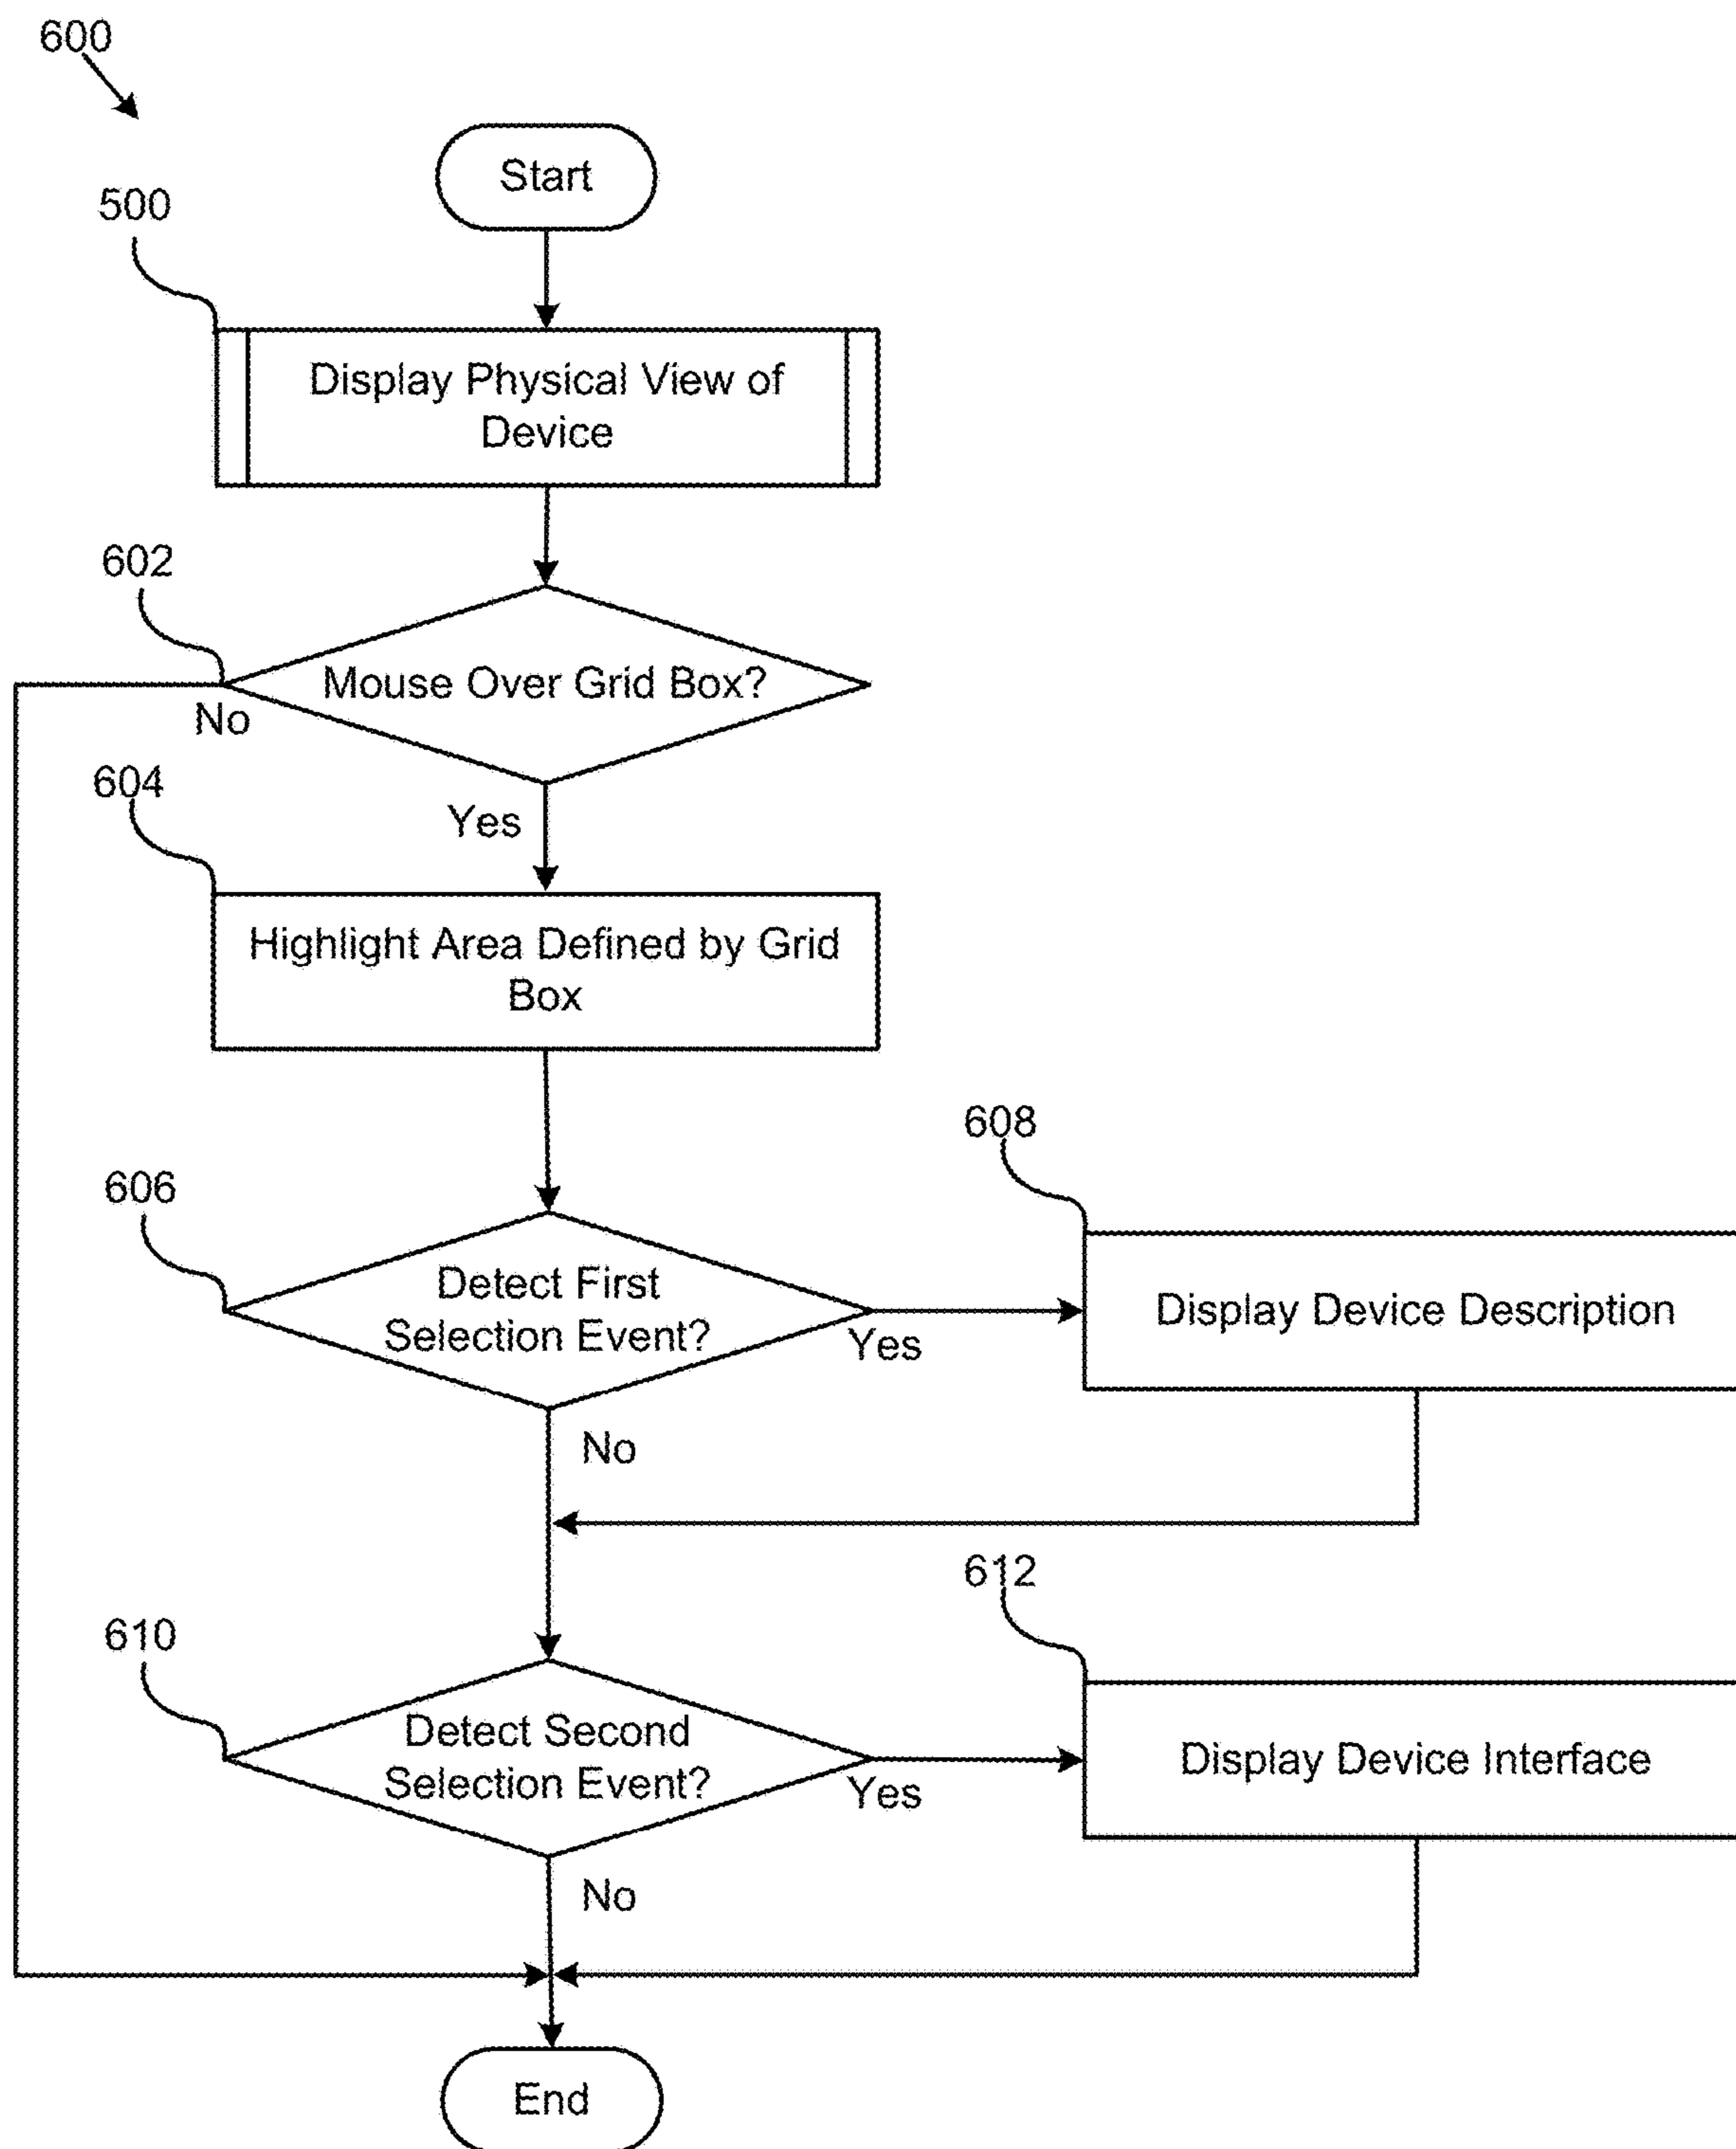 600
Start
500
Display Physical View of
Device
602
Mouse Over Grid Box?
No
604
Yes
Highlight Area Defined by Grid
Box
608
606
Detect First
Selection Event?
Yes
Display Device Description
No
612
610
Detect Second
Selection Event?
Yes
Display Device Interface
No
End